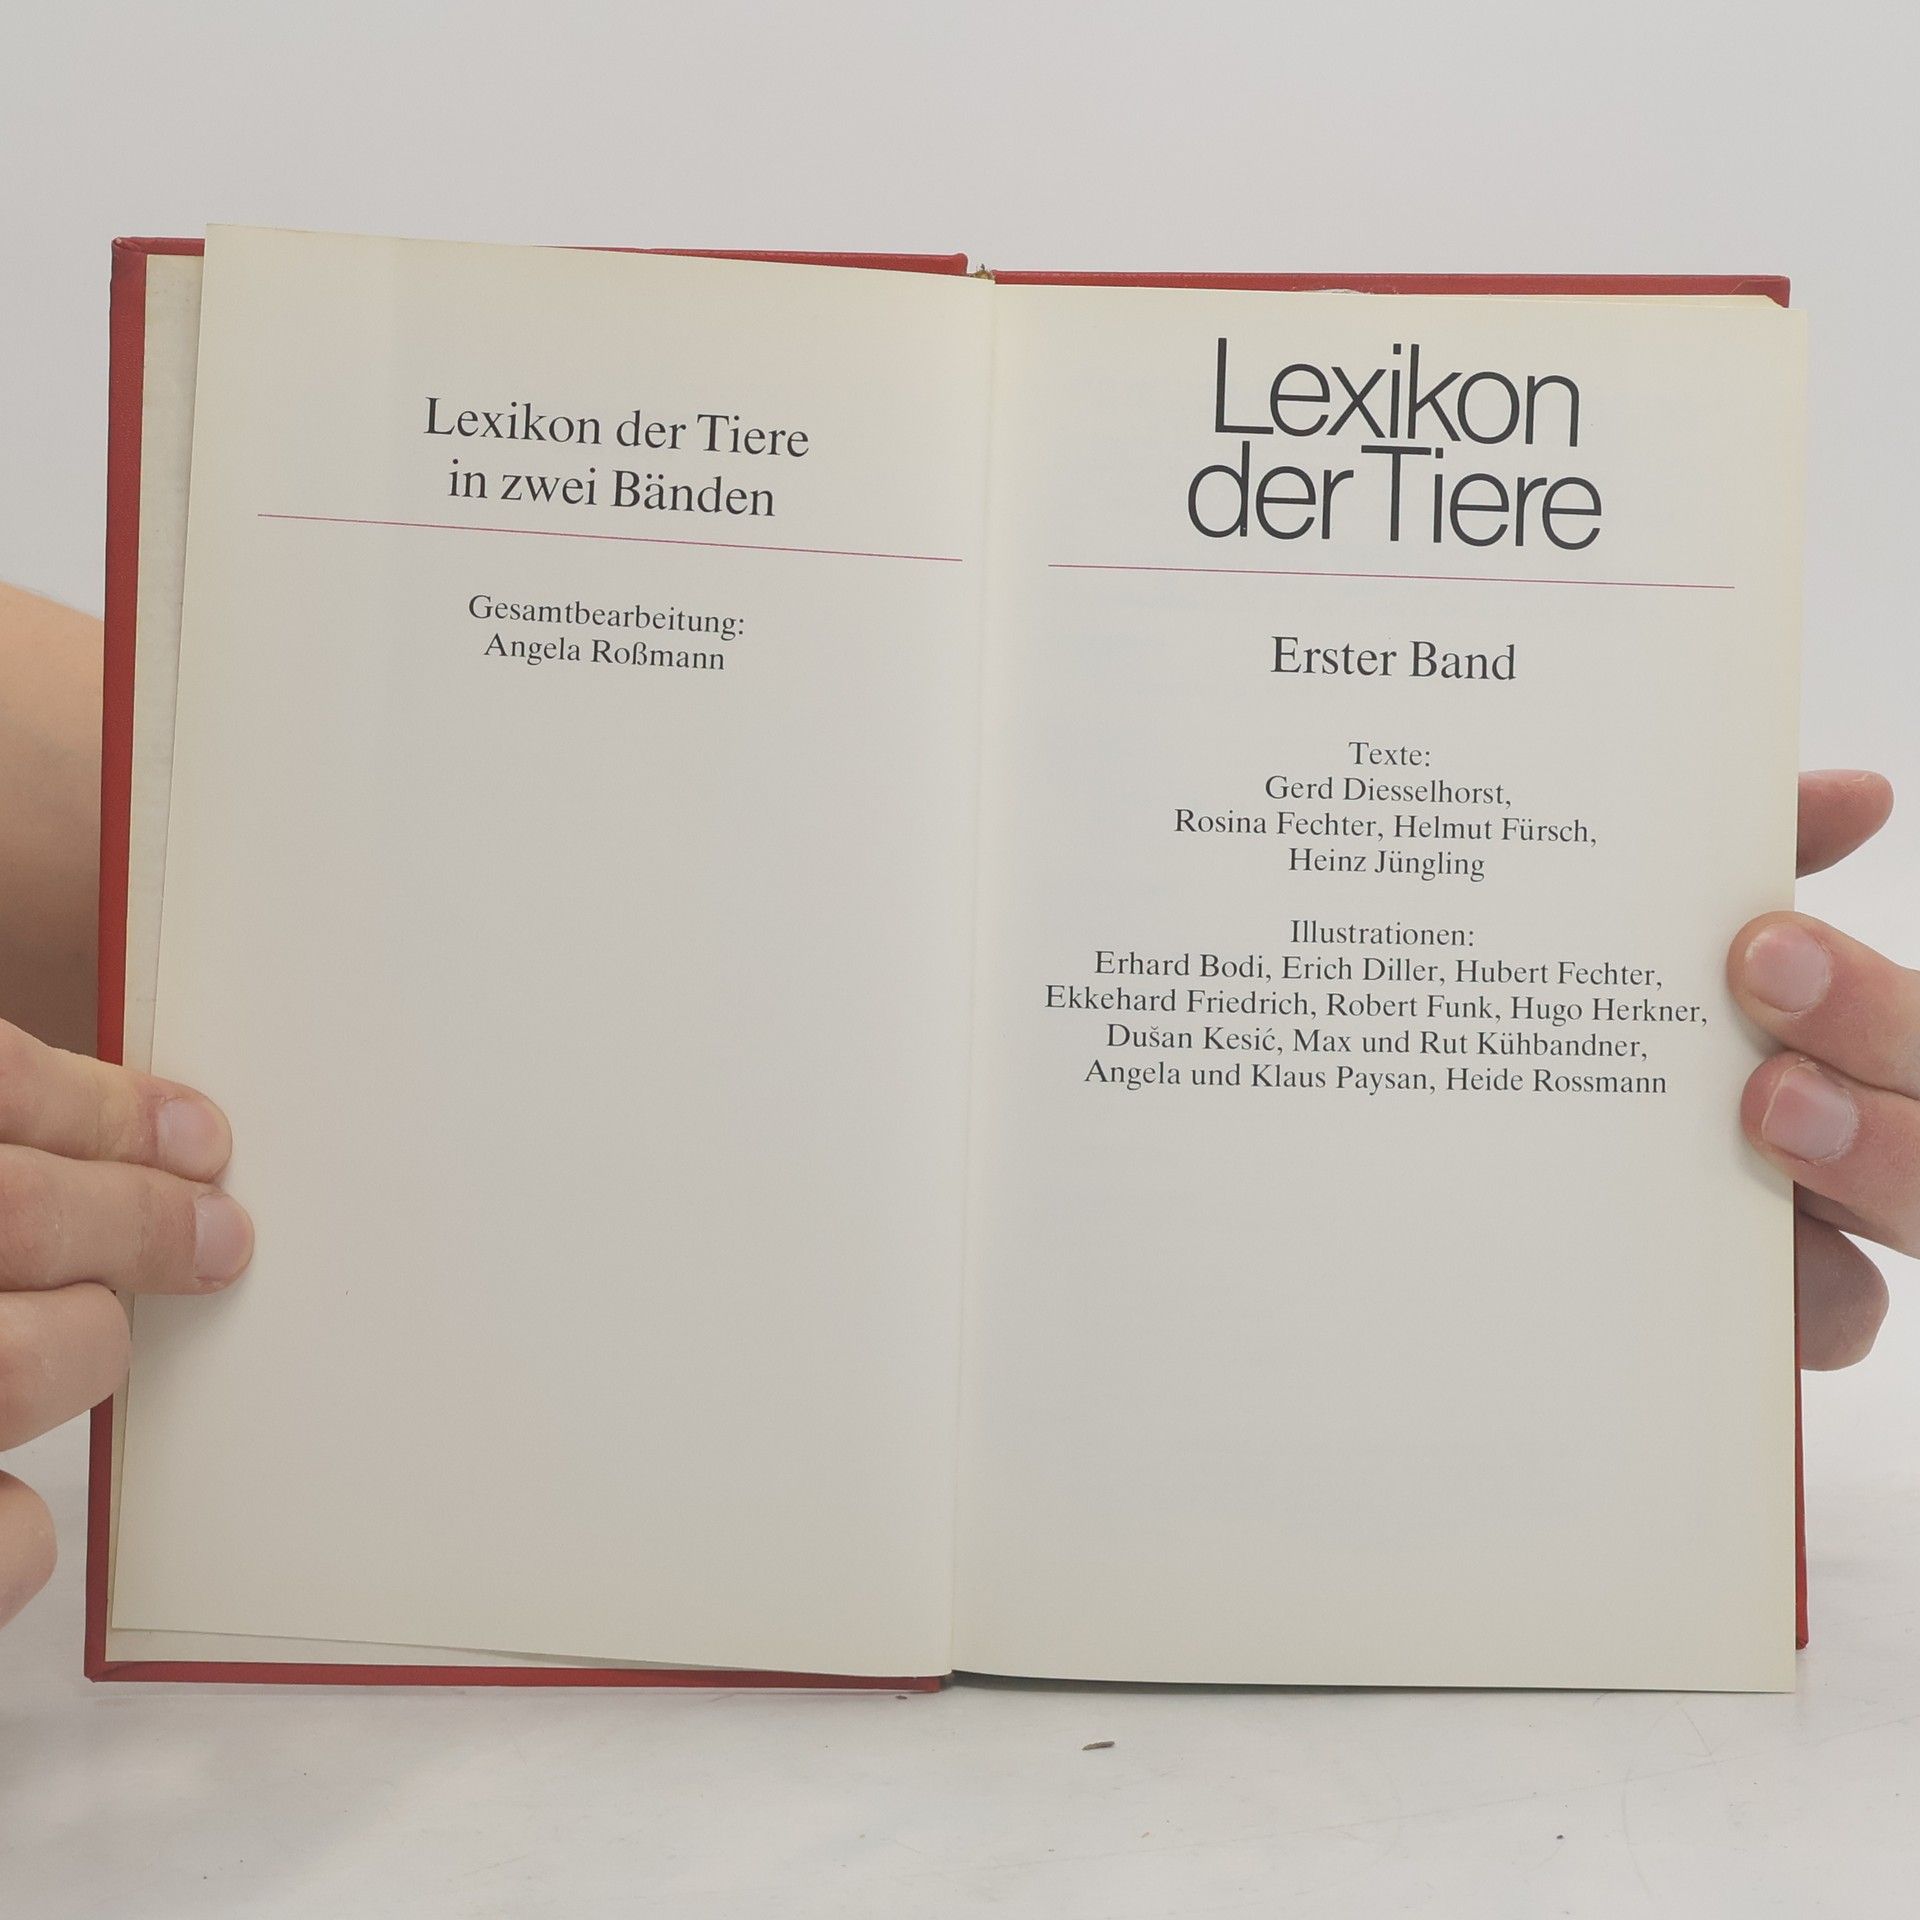 Lexikon der Tiere
in zwei Bänden
Gesamtbearbeitung:
Angela Roßmann
Lexikon
der Tiere
Erster Band
Texte:
Gerd Diesselhorst,
Rosina Fechter, Helmut Fürsch,
Heinz Jüngling
Illustrationen:
Erhard Bodi, Erich Diller, Hubert Fechter,
Ekkehard Friedrich, Robert Funk, Hugo Herkner,
Dušan Kesić, Max und Rut Kühbandner,
Angela und Klaus Paysan, Heide Rossmann